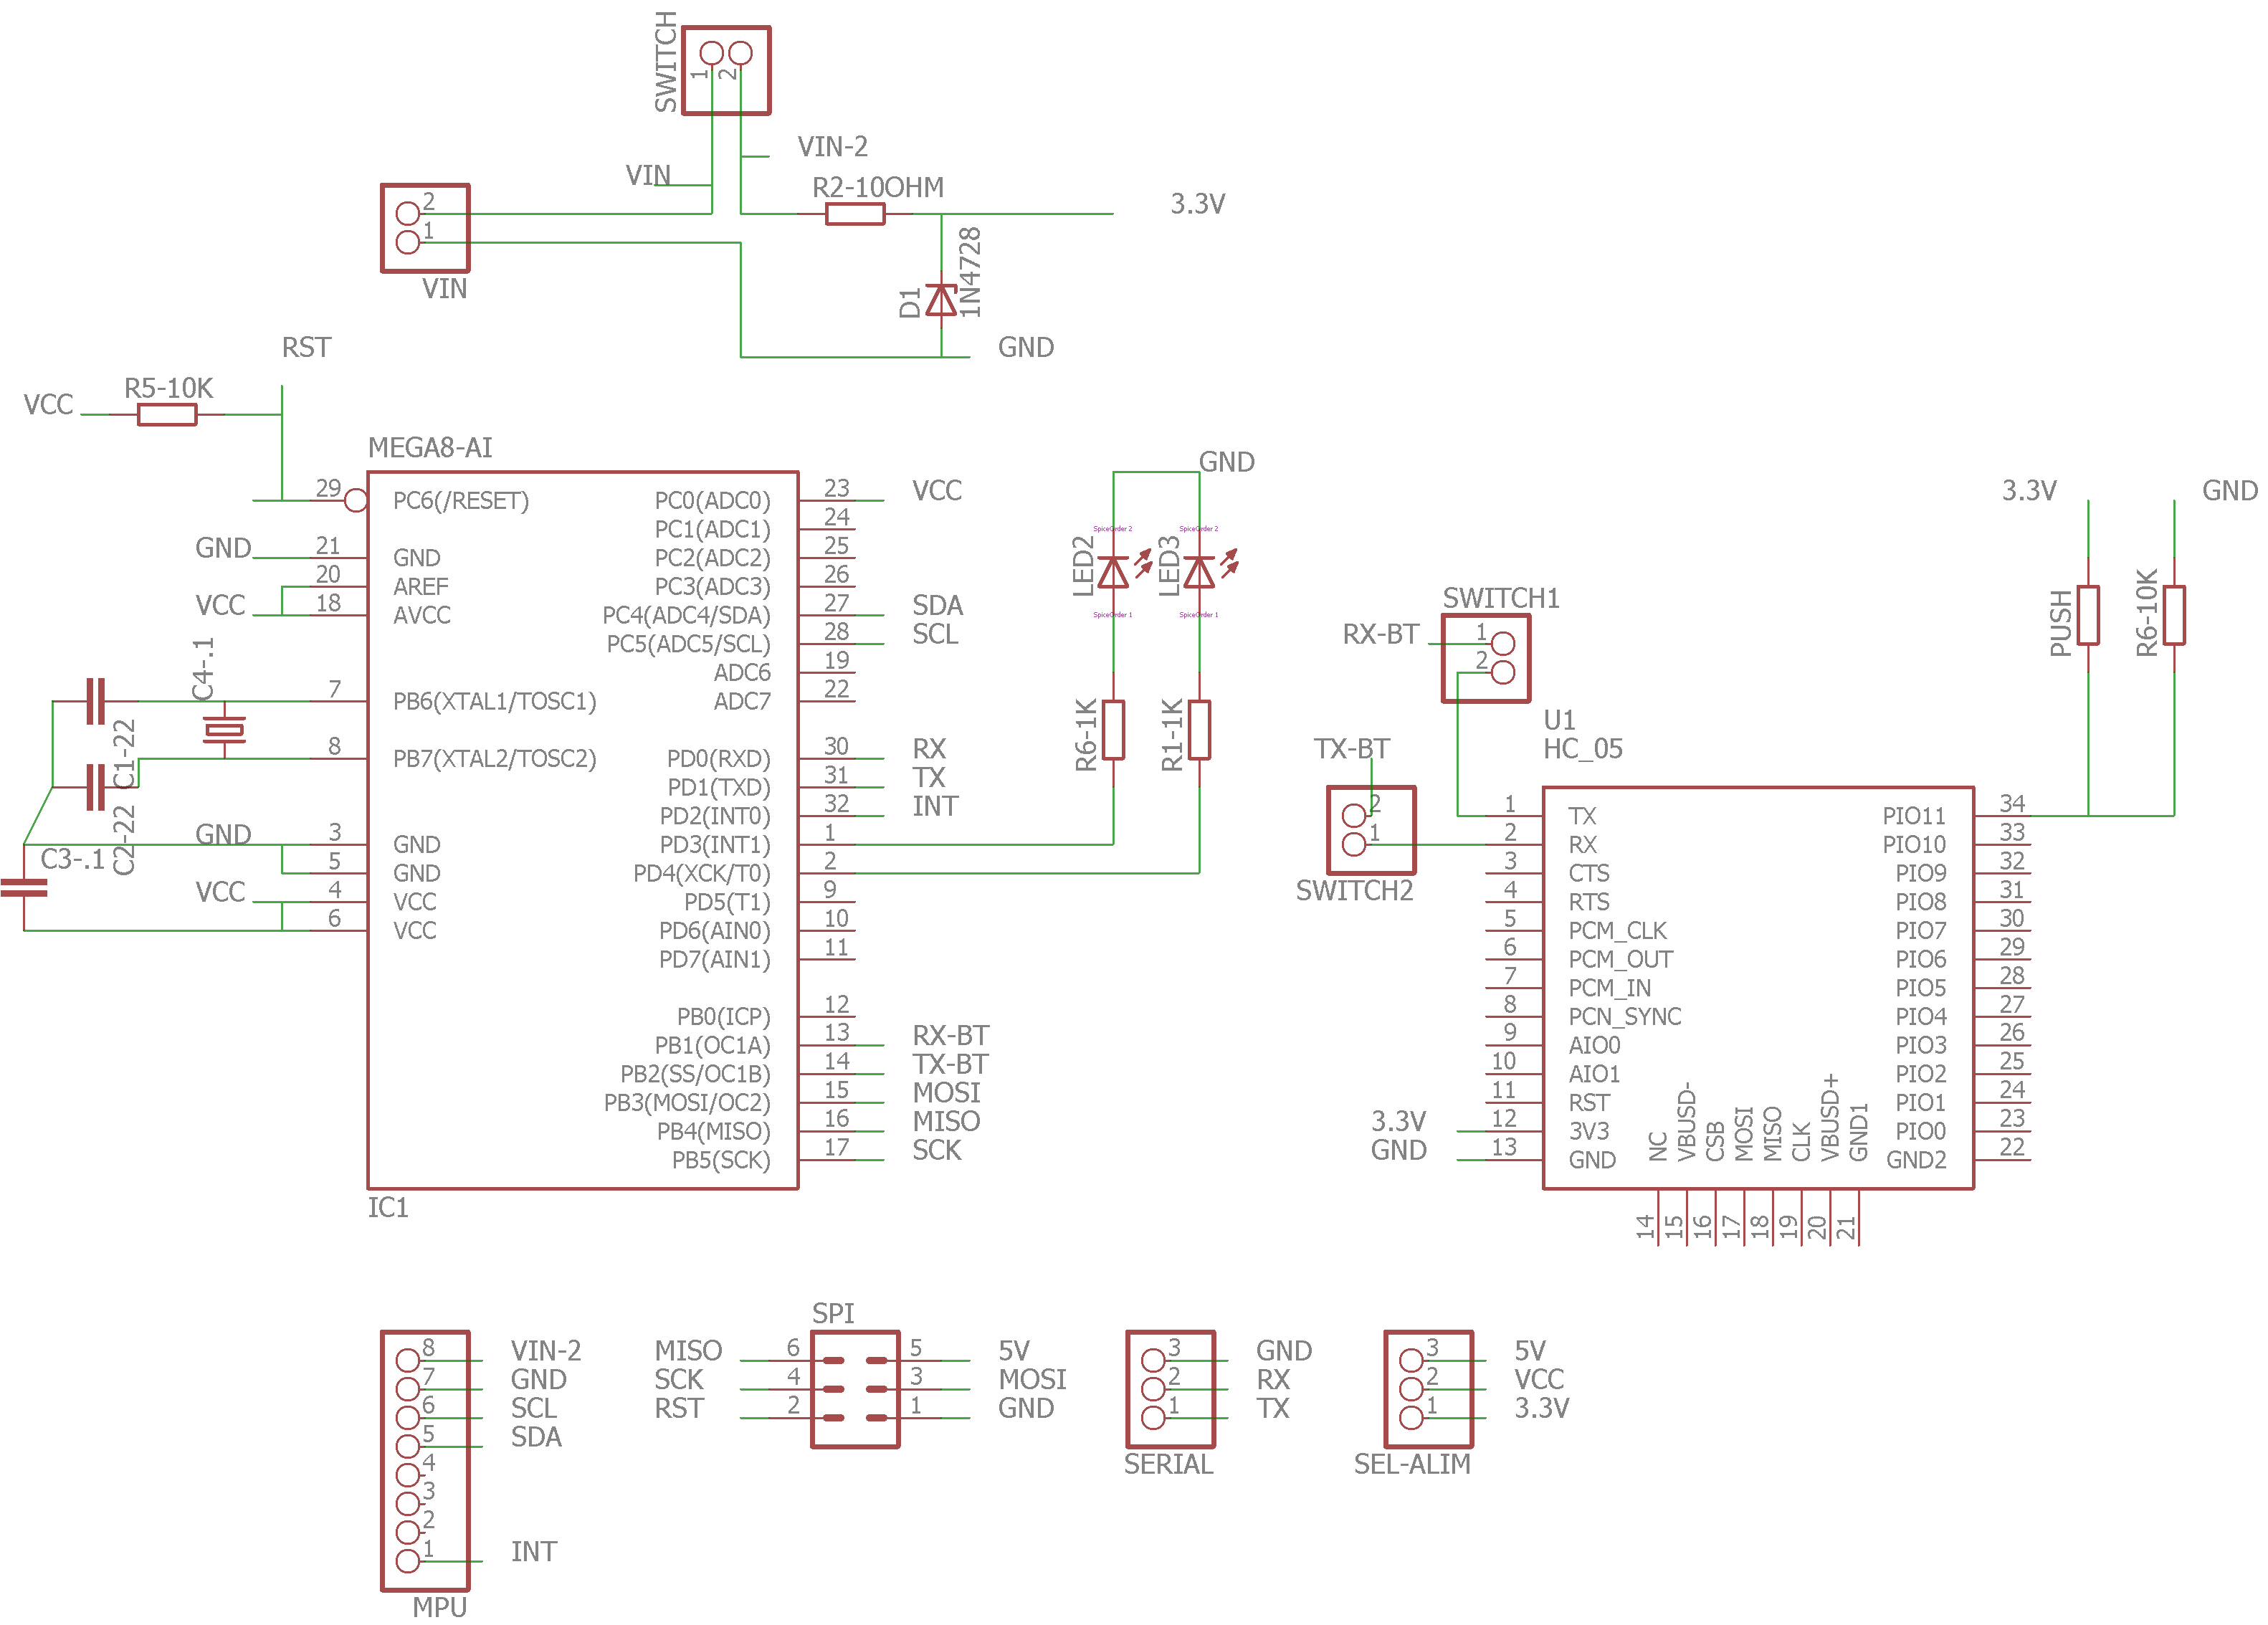 SWITCH
1
2
VIN-2
VIN
R2-10OHM
3.3V
2
1
VIN
D1
1N4728
GND
RST
VCC
R5-10K
MEGA8-AI
29
PC6(/RESET)
GND
21
GND
20
AREF
VCC
18
AVCC
C4-.1
7
PB6(XTAL1/TOSC1)
C1-22
8
PB7(XTAL2/TOSC2)
C2-22
GND
3
GND
C3-.1
5
GND
VCC
4
VCC
6
VCC
PC0(ADC0)
23
VCC
PC1(ADC1)
24
PC2(ADC2)
25
PC3(ADC3)
26
PC4(ADC4/SDA)
27
SDA
PC5(ADC5/SCL)
28
SCL
ADC6
19
ADC7
22
PD0(RXD)
30
RX
PD1(TXD)
31
TX
PD2(INT0)
32
INT
PD3(INT1)
1
PD4(XCK/T0)
2
PD5(T1)
9
PD6(AIN0)
10
PD7(AIN1)
11
PB0(ICP)
12
PB1(OC1A)
13
RX-BT
PB2(SS/OC1B)
14
TX-BT
PB3(MOSI/OC2)
15
MOSI
PB4(MISO)
16
MISO
PB5(SCK)
17
SCK
IC1
GND
SpiceOrder 2
SpiceOrder 2
LED2
LED3
SpiceOrder 1
SpiceOrder 1
R6-1K
R1-1K
SWITCH1
RX-BT
1
2
TX-BT
2
1
SWITCH2
U1
HC_05
3.3V
GND
PUSH
R6-10K
1
TX
2
RX
3
CTS
4
RTS
5
PCM_CLK
6
PCM_OUT
7
PCM_IN
8
PCN_SYNC
9
AIO0
10
AIO1
11
RST
3.3V
12
3V3
GND
13
GND
PIO11
34
PIO10
33
PIO9
32
PIO8
31
PIO7
30
PIO6
29
PIO5
28
PIO4
27
PIO3
26
PIO2
25
PIO1
24
PIO0
23
GND2
22
NC
VBUSD-
CSB
MOSI
MISO
CLK
VBUSD+
GND1
14
15
16
17
18
19
20
21
8
VIN-2
7
GND
6
SCL
5
SDA
4
3
2
1
INT
MPU
SPI
MISO
6
5
5V
SCK
4
3
MOSI
RST
2
1
GND
3
GND
2
RX
1
TX
SERIAL
3
5V
2
VCC
1
3.3V
SEL-ALIM